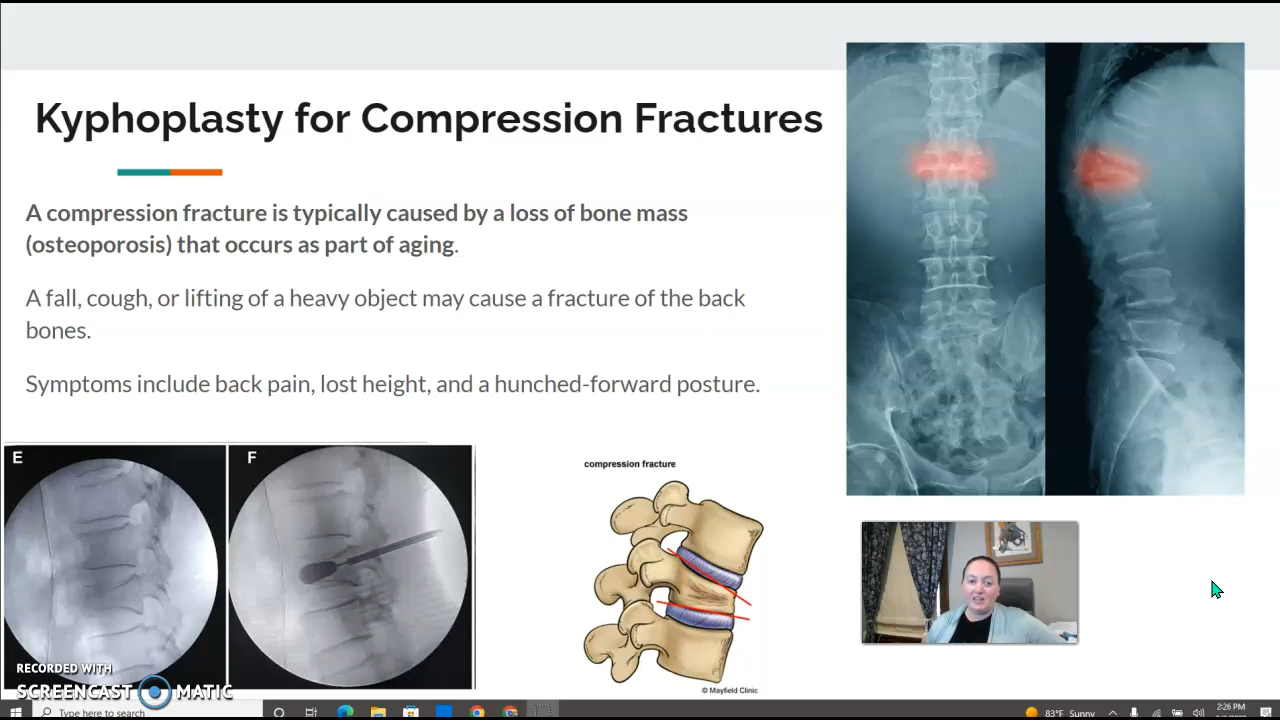 Kyphoplasty for Compression Fractures
A compression fracture is typically caused by a loss of bone mass
(osteoporosis) that occurs as part of aging.
A fall, cough, or lifting of a heavy object may cause a fracture of the back
bones.
Symptoms include back pain, lost height, and a hunched-forward posture.
E
F
compression fracture
© Mayfield Clinic
RECORDED WITH
SCREENCAST MATIC
Type here to search
83°F Sunny
2:26 PM